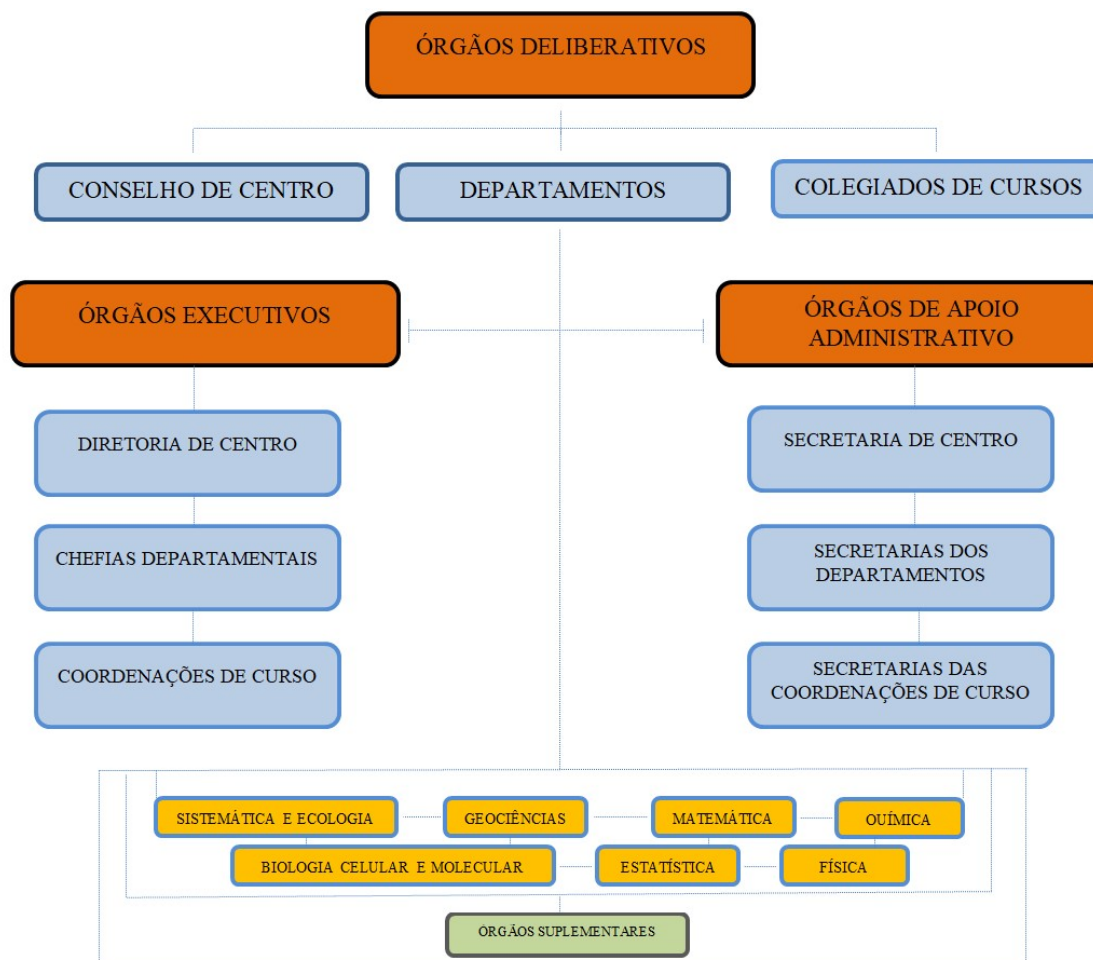 ÓRGÃOS DELIBERATIVOS
CONSELHO DE CENTRO
DEPARTAMENTOS
COLEGIADOS DE CURSOS
ÓRGÃOS EXECUTIVOS
ÓRGÃOS DE APOIO
ADMINISTRATIVO
DIRETORIA DE CENTRO
SECRETARIA DE CENTRO
CHEFIAS DEPARTAMENTAIS
SECRETARIAS DOS
DEPARTAMENTOS
COORDENAÇÕES DE CURSO
SECRETARIAS DAS
COORDENAÇÕES DE CURSO
SISTEMÁTICA E ECOLOGIA
GEOCIÊNCIAS
MATEMÁTICA
QUÍMICA
BIOLOGIA CELULAR E MOLECULAR
ESTATÍSTICA
FÍSICA
ÓRGÃOS SUPLEMENTARES